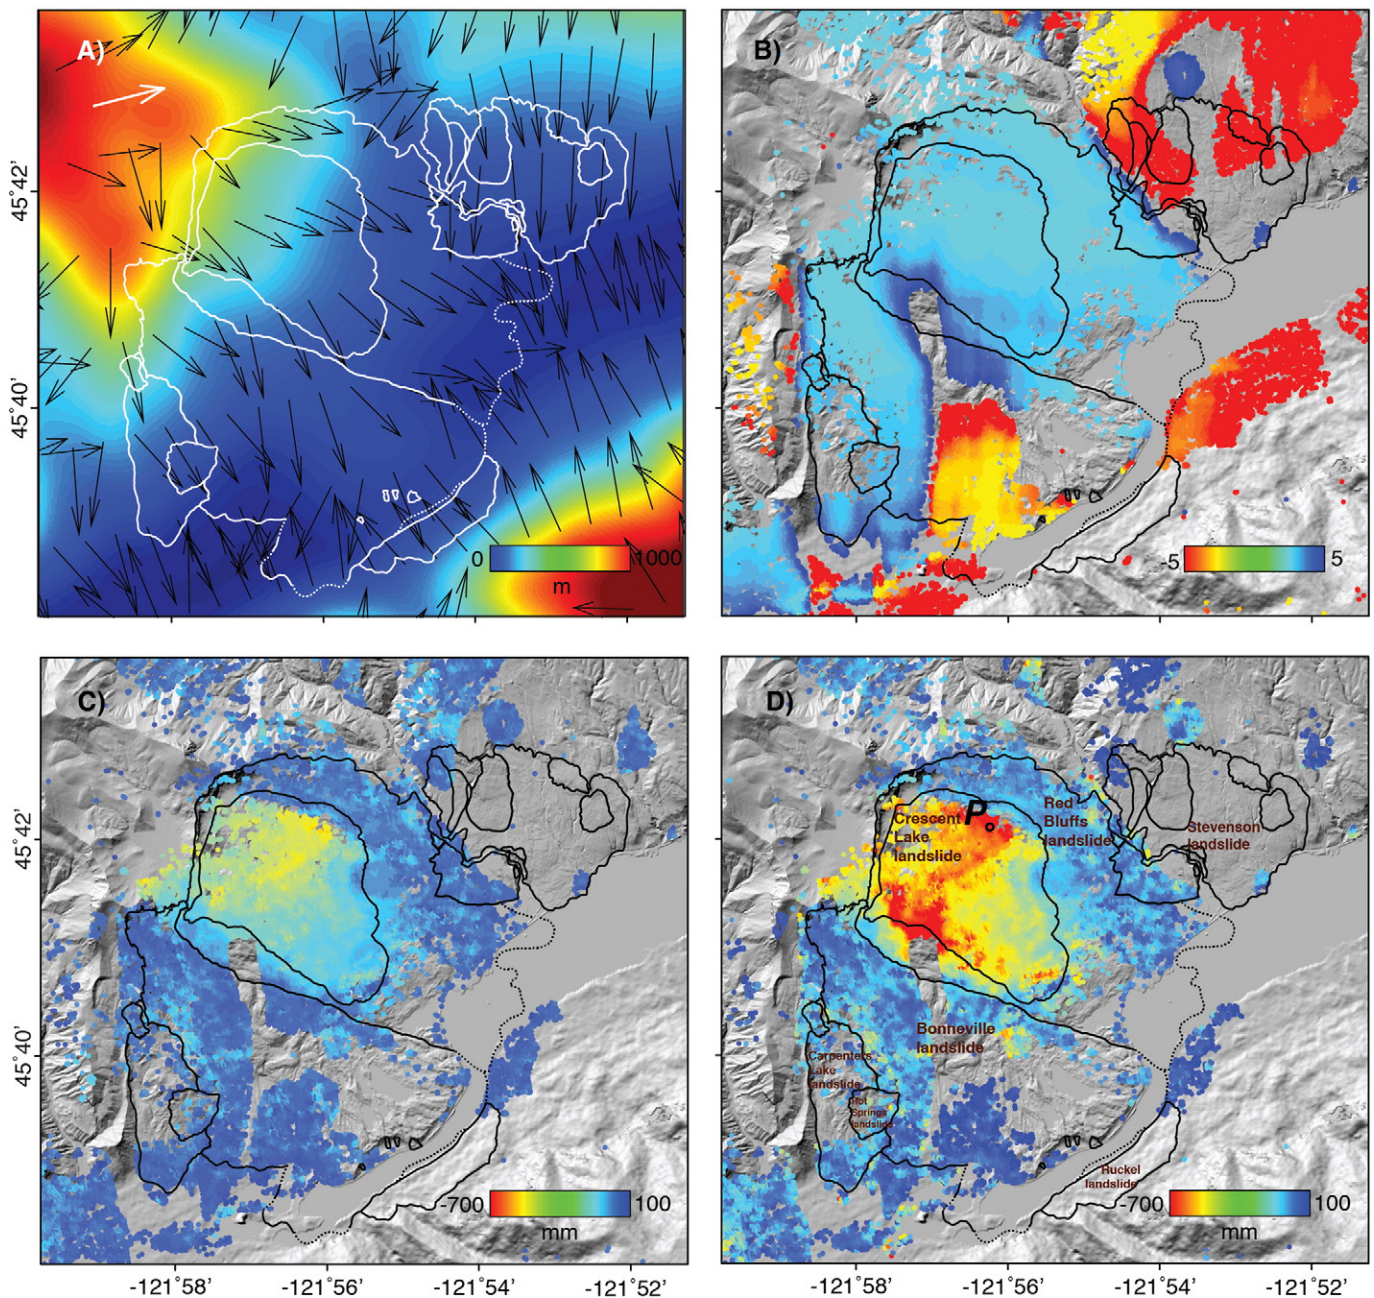 A)
B)
45°42'
45°40'
0
1000
m
-5
5
C)
D)
45°42'
45°40'
P
Crescent
Lake
landslide
Red
Bluffs
landslide
Stevenson
landslide
Bonneville
landslide
Carpenters
Lake
landslide
Hot
Springs
landslide
Ruckel
landslide
-700
100
mm
-700
100
mm
-121°58'
-121°56'
-121°54'
-121°52'
-121°58'
-121°56'
-121°54'
-121°52'